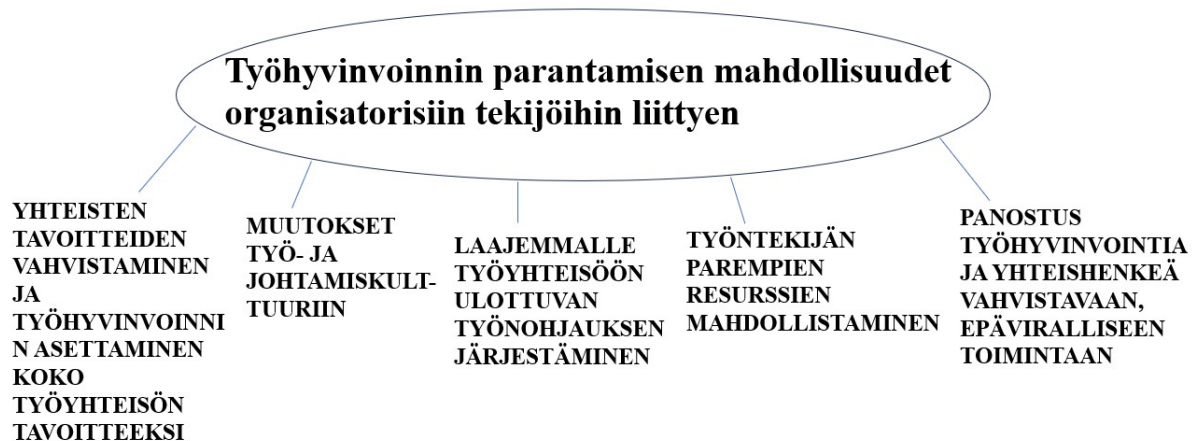 Työhyvinvoinnin parantamisen mahdollisuudet
organisatorisiin tekijöihin liittyen
YHTEISTEN
TAVOITTEIDEN
VAHVISTAMINEN
JA
TYÖHYVINVOINNI
N ASETTAMINEN
KOKO
TYÖYHTEISÖN
TAVOITTEEKSI
MUUTOKSET
TYÖ- JA
JOHTAMISKULT-
TUURIIN
LAAJEMMALLE
TYÖYHTEISÖÖN
ULOTTUVAN
TYÖNOHJAUKSEN
JÄRJESTÄMINEN
TYÖNTEKIJÄN
PAREMPIEN
RESURSSIEN
MAHDOLLISTAMINEN
PANOSTUS
TYÖHYVINVOINTIA
JA YHTEISHENKEÄ
VAHVISTAVAAN,
EPÄVIRALLISEEN
TOIMINTAAN